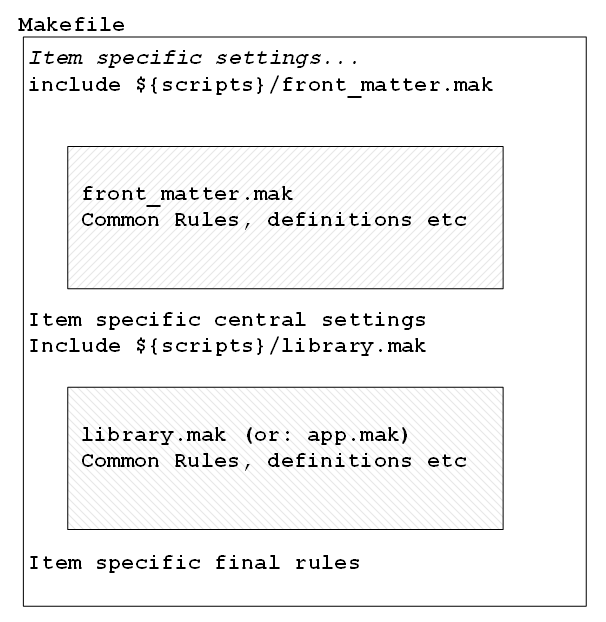 Makefile
Item specific settings...
include ${scripts}/front_matter.mak
front_matter.mak
Common Rules, definitions etc
Item specific central settings
Include ${scripts}/library.mak
library.mak (or: app.mak)
Common Rules, definitions etc
Item specific final rules